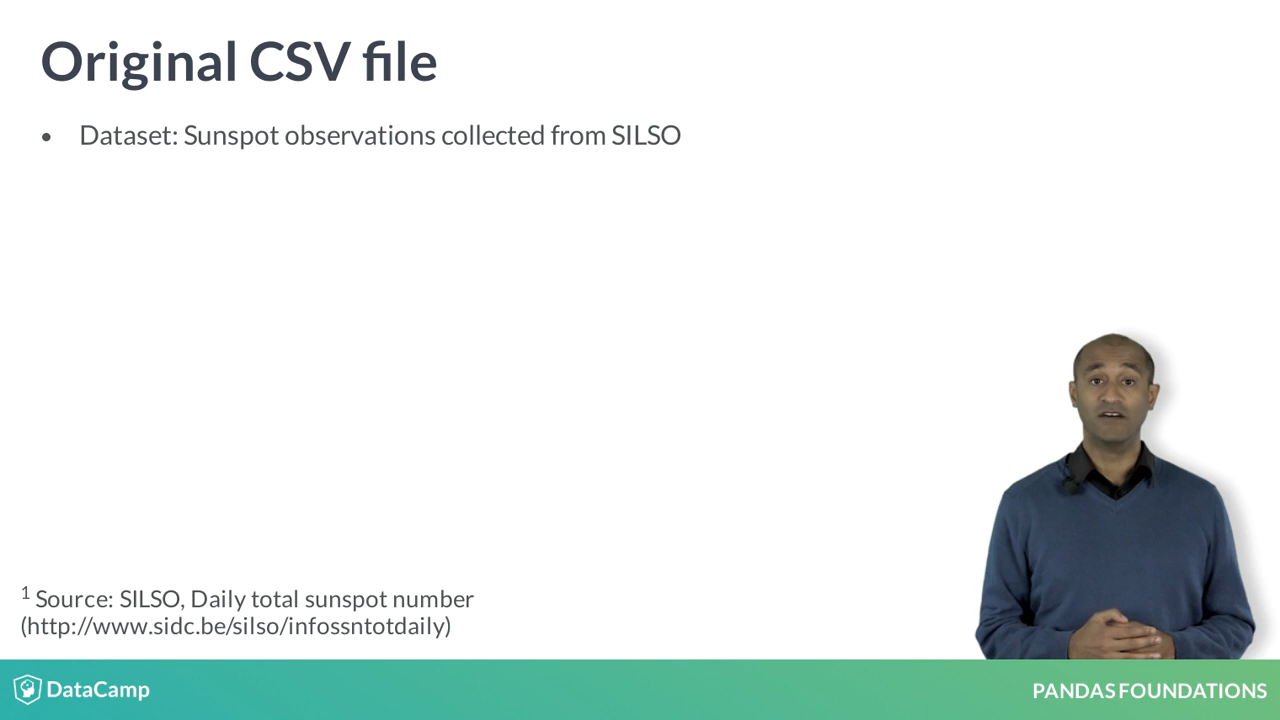 Original CSV file
• Dataset: Sunspot observations collected from SILSO
1 Source: SILSO, Daily total sunspot number
(http://www.sidc.be/silso/infossntotdaily)
DataCamp
PANDAS FOUNDATIONS